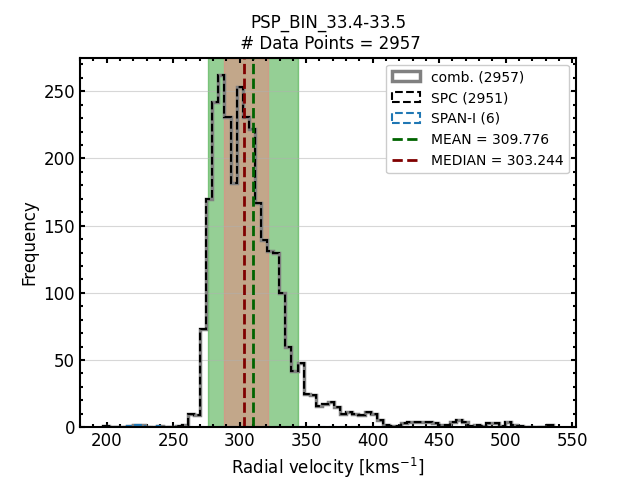 PSP_BIN_33.4-33.5
# Data Points = 2957
comb. (2957)
SPC (2951)
SPAN-I (6)
MEAN = 309.776
MEDIAN = 303.244
Frequency
250
200
150
100
50
0
200 250 300 350 400 450 500 550
Radial velocity [kms⁻¹]